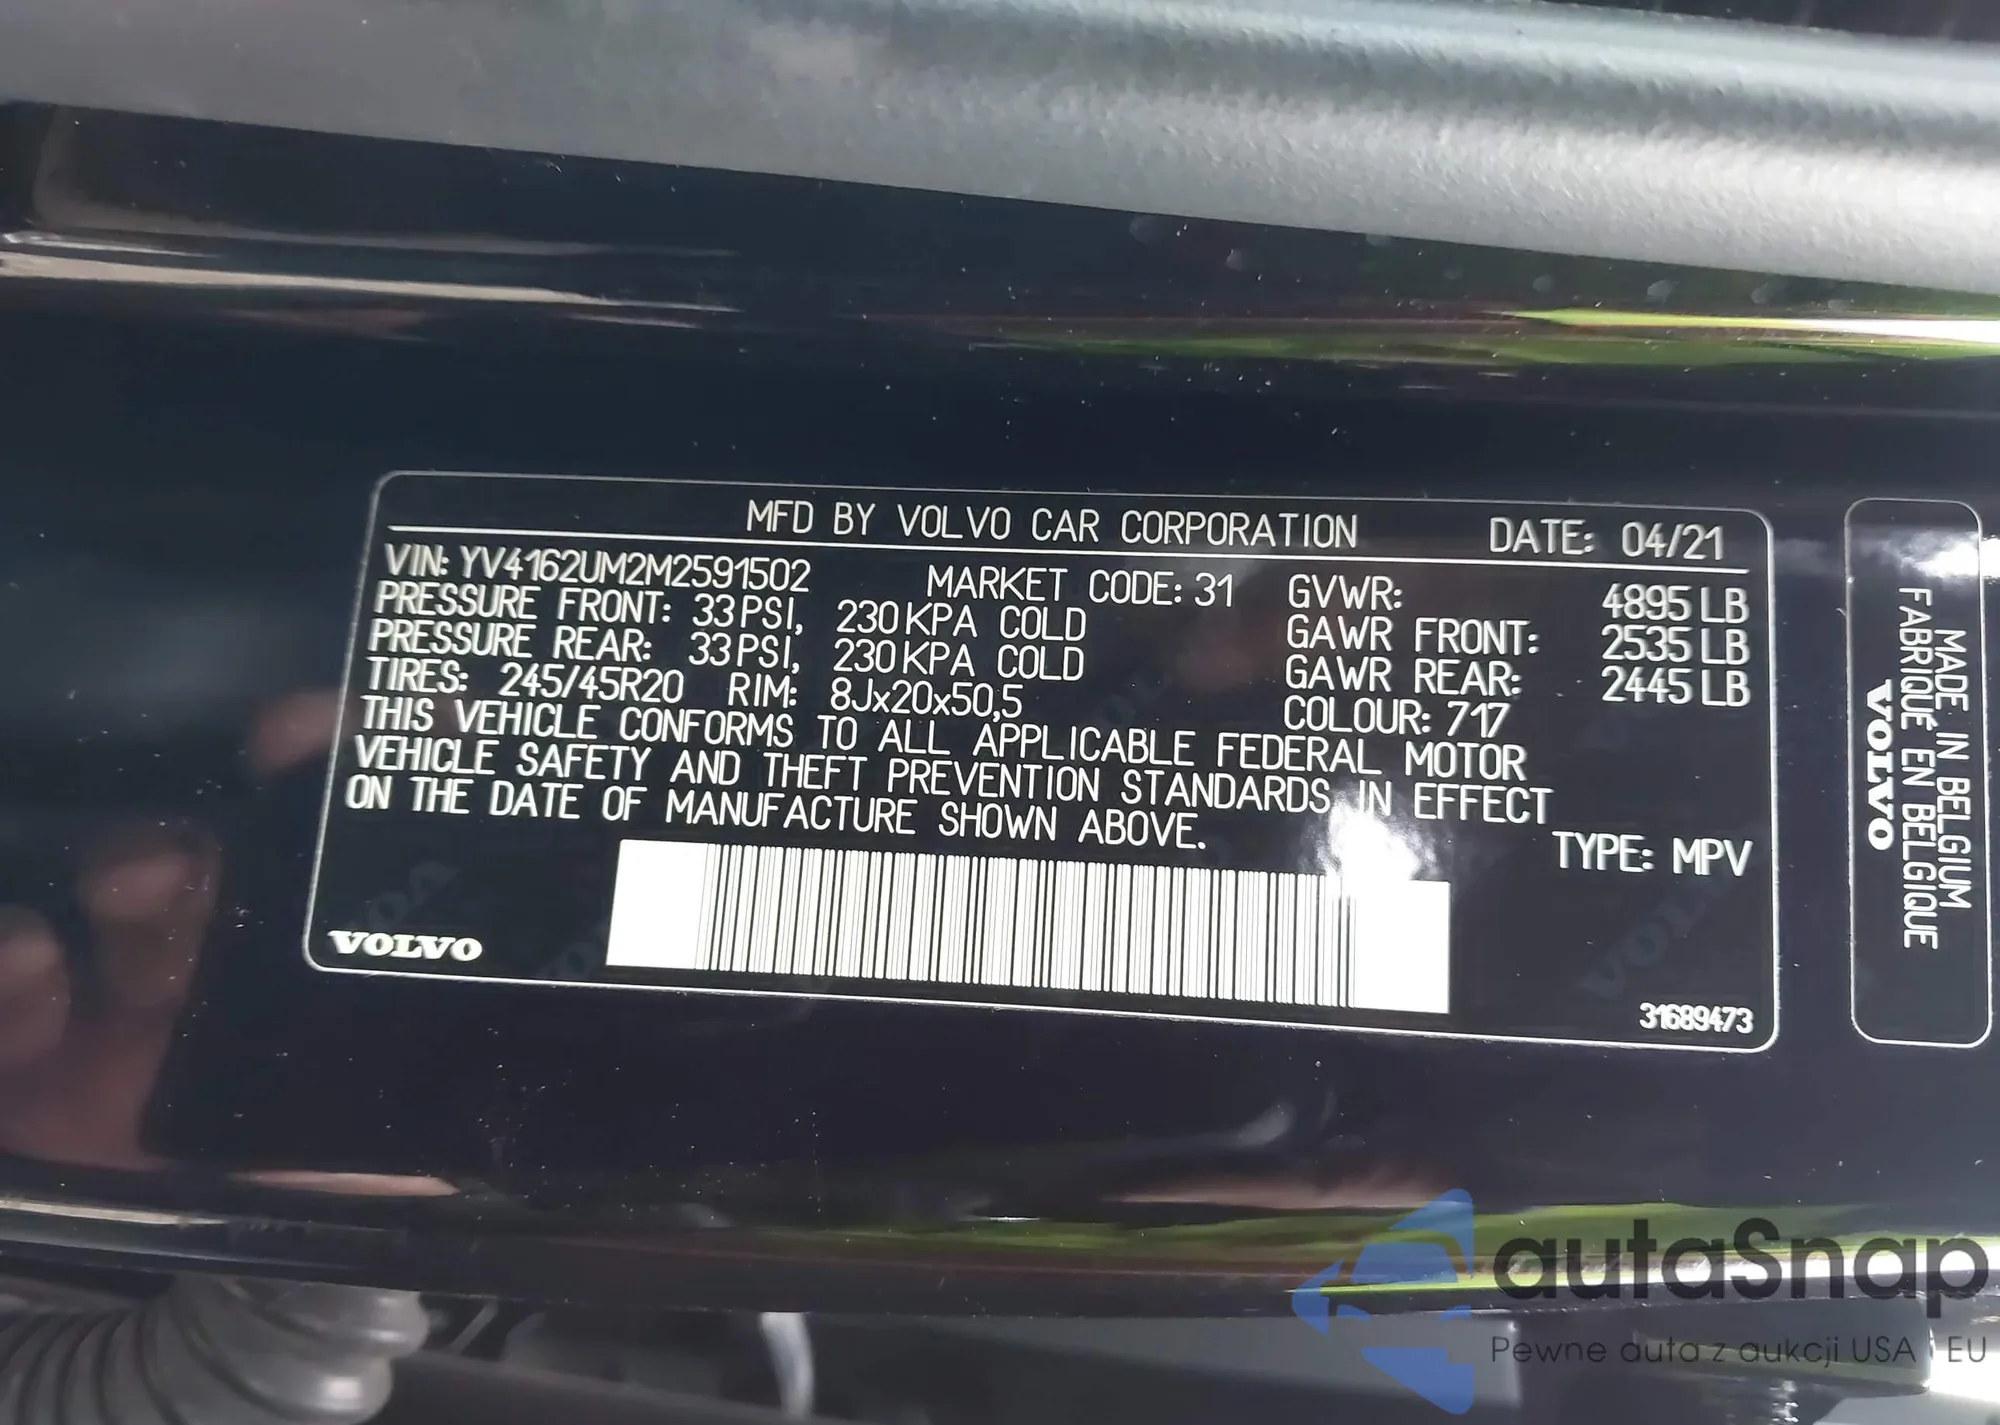 MFD BY VOLVO CAR CORPORATION DATE: 04/21
VIN: YV4162UM2M2591502 MARKET CODE: 31 GVWR: 4895 LB
PRESSURE FRONT: 33 PSI, 230 KPA COLD GAWR FRONT: 2535 LB
PRESSURE REAR: 33 PSI, 230 KPA COLD GAWR REAR: 2445 LB
TIRES: 245/45R20 RIM: 8Jx20x50,5 COLOUR: 717
THIS VEHICLE CONFORMS TO ALL APPLICABLE FEDERAL MOTOR
VEHICLE SAFETY AND THEFT PREVENTION STANDARDS IN EFFECT
ON THE DATE OF MANUFACTURE SHOWN ABOVE.
TYPE: MPV
VOLVO
31689473
MADE IN BELGIUM
FABRIQUÉ EN BELGIQUE
VOLVO
autaSnap
Pewne auta z aukcji USA i EU